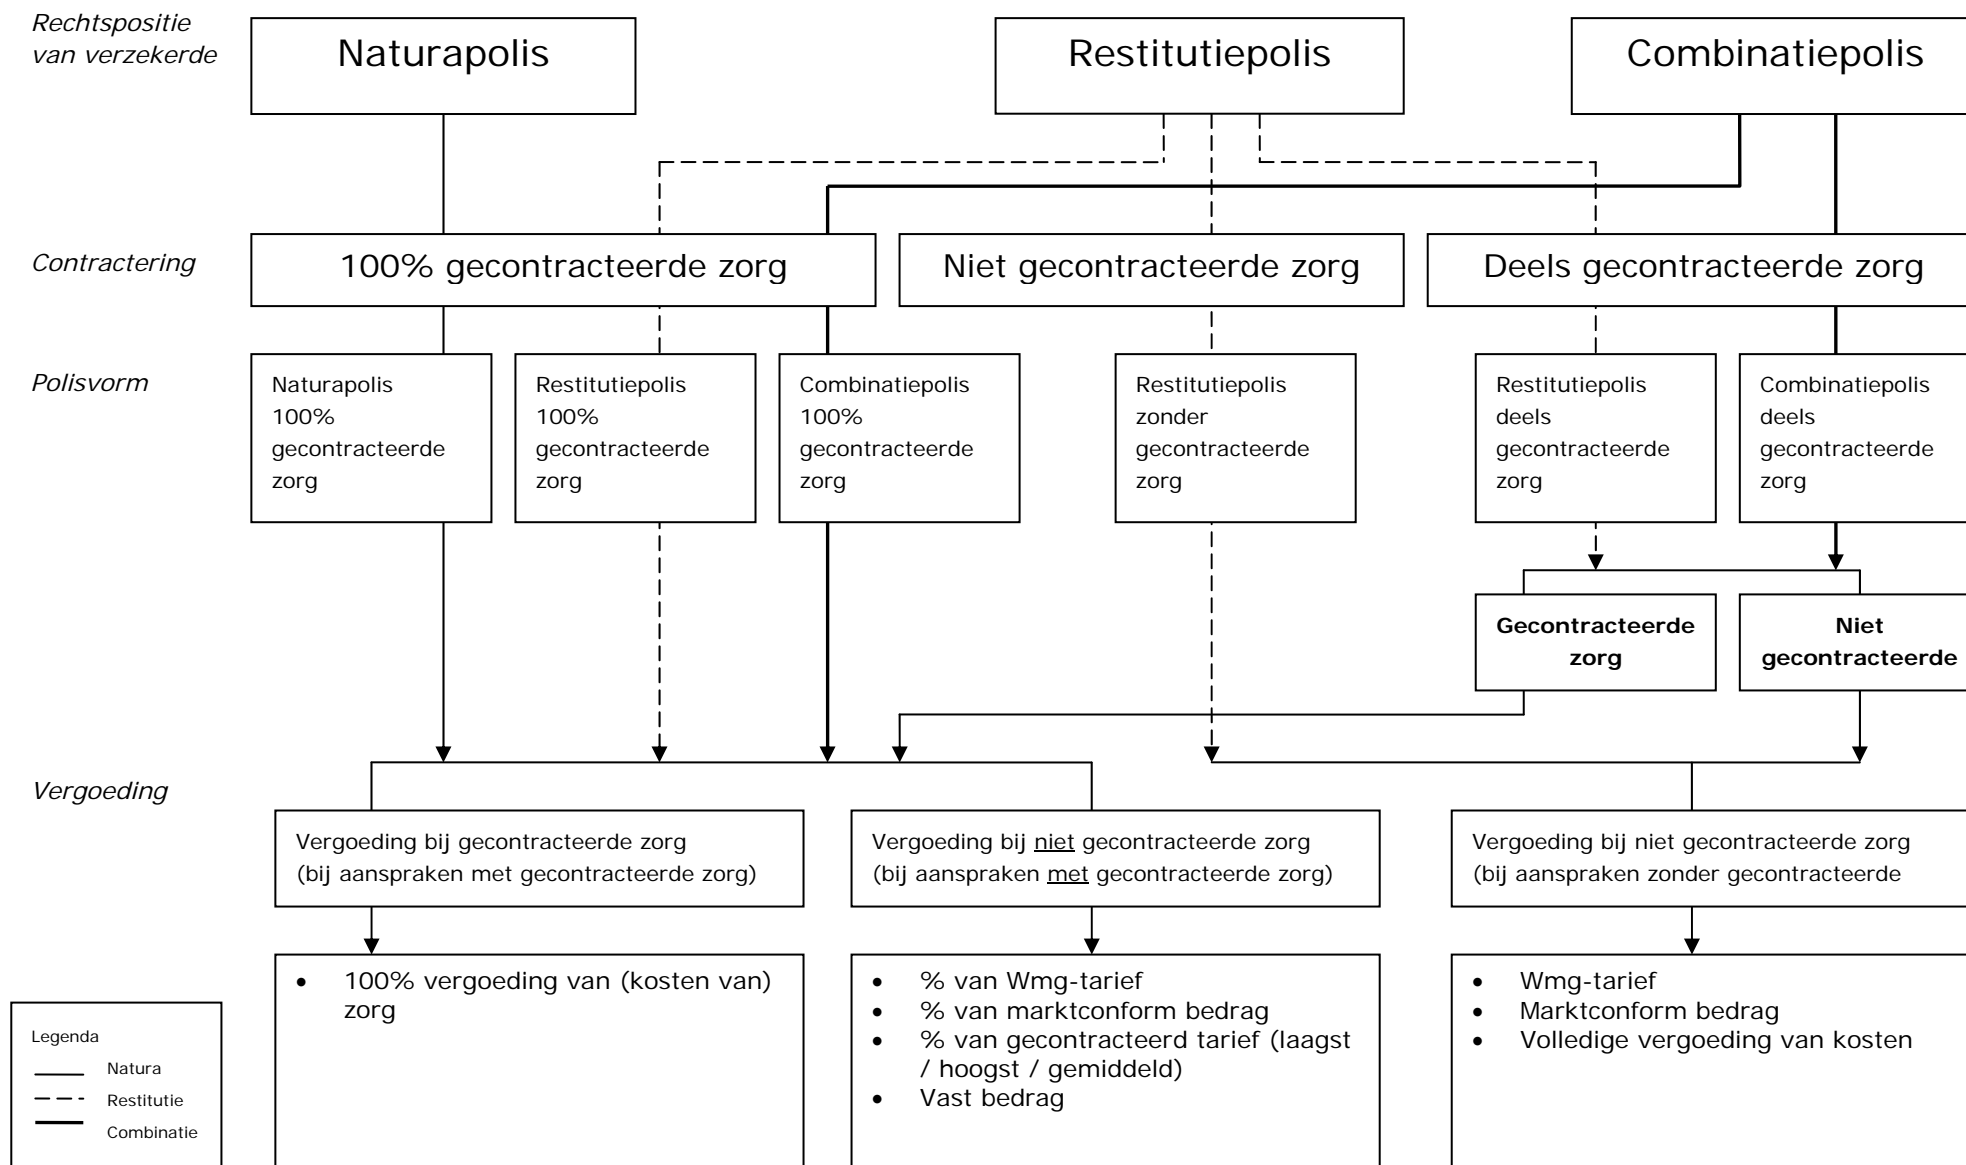 Rechtspositie
van verzekerde
Naturapolis
Restitutiepolis
Combinatiepolis
Contractering
100% gecontracteerde zorg
Niet gecontracteerde zorg
Deels gecontracteerde zorg
Polisvorm
Naturapolis
100%
gecontracteerde
zorg
Restitutiepolis
100%
gecontracteerde
zorg
Combinatiepolis
100%
gecontracteerde
zorg
Restitutiepolis
zonder
gecontracteerde
zorg
Restitutiepolis
deels
gecontracteerde
zorg
Combinatiepolis
deels
gecontracteerde
zorg
Gecontracteerde
zorg
Niet
gecontracteerde
Vergoeding
Vergoeding bij gecontracteerde zorg
(bij aanspraken met gecontracteerde zorg)
Vergoeding bij niet gecontracteerde zorg
(bij aanspraken met gecontracteerde zorg)
Vergoeding bij niet gecontracteerde zorg
(bij aanspraken zonder gecontracteerde
• 100% vergoeding van (kosten van)
zorg
• % van Wmg-tarief
• % van marktconform bedrag
• % van gecontracteerd tarief (laagst
/ hoogst / gemiddeld)
• Vast bedrag
• Wmg-tarief
• Marktconform bedrag
• Volledige vergoeding van kosten
Legenda
Natura
Restitutie
Combinatie